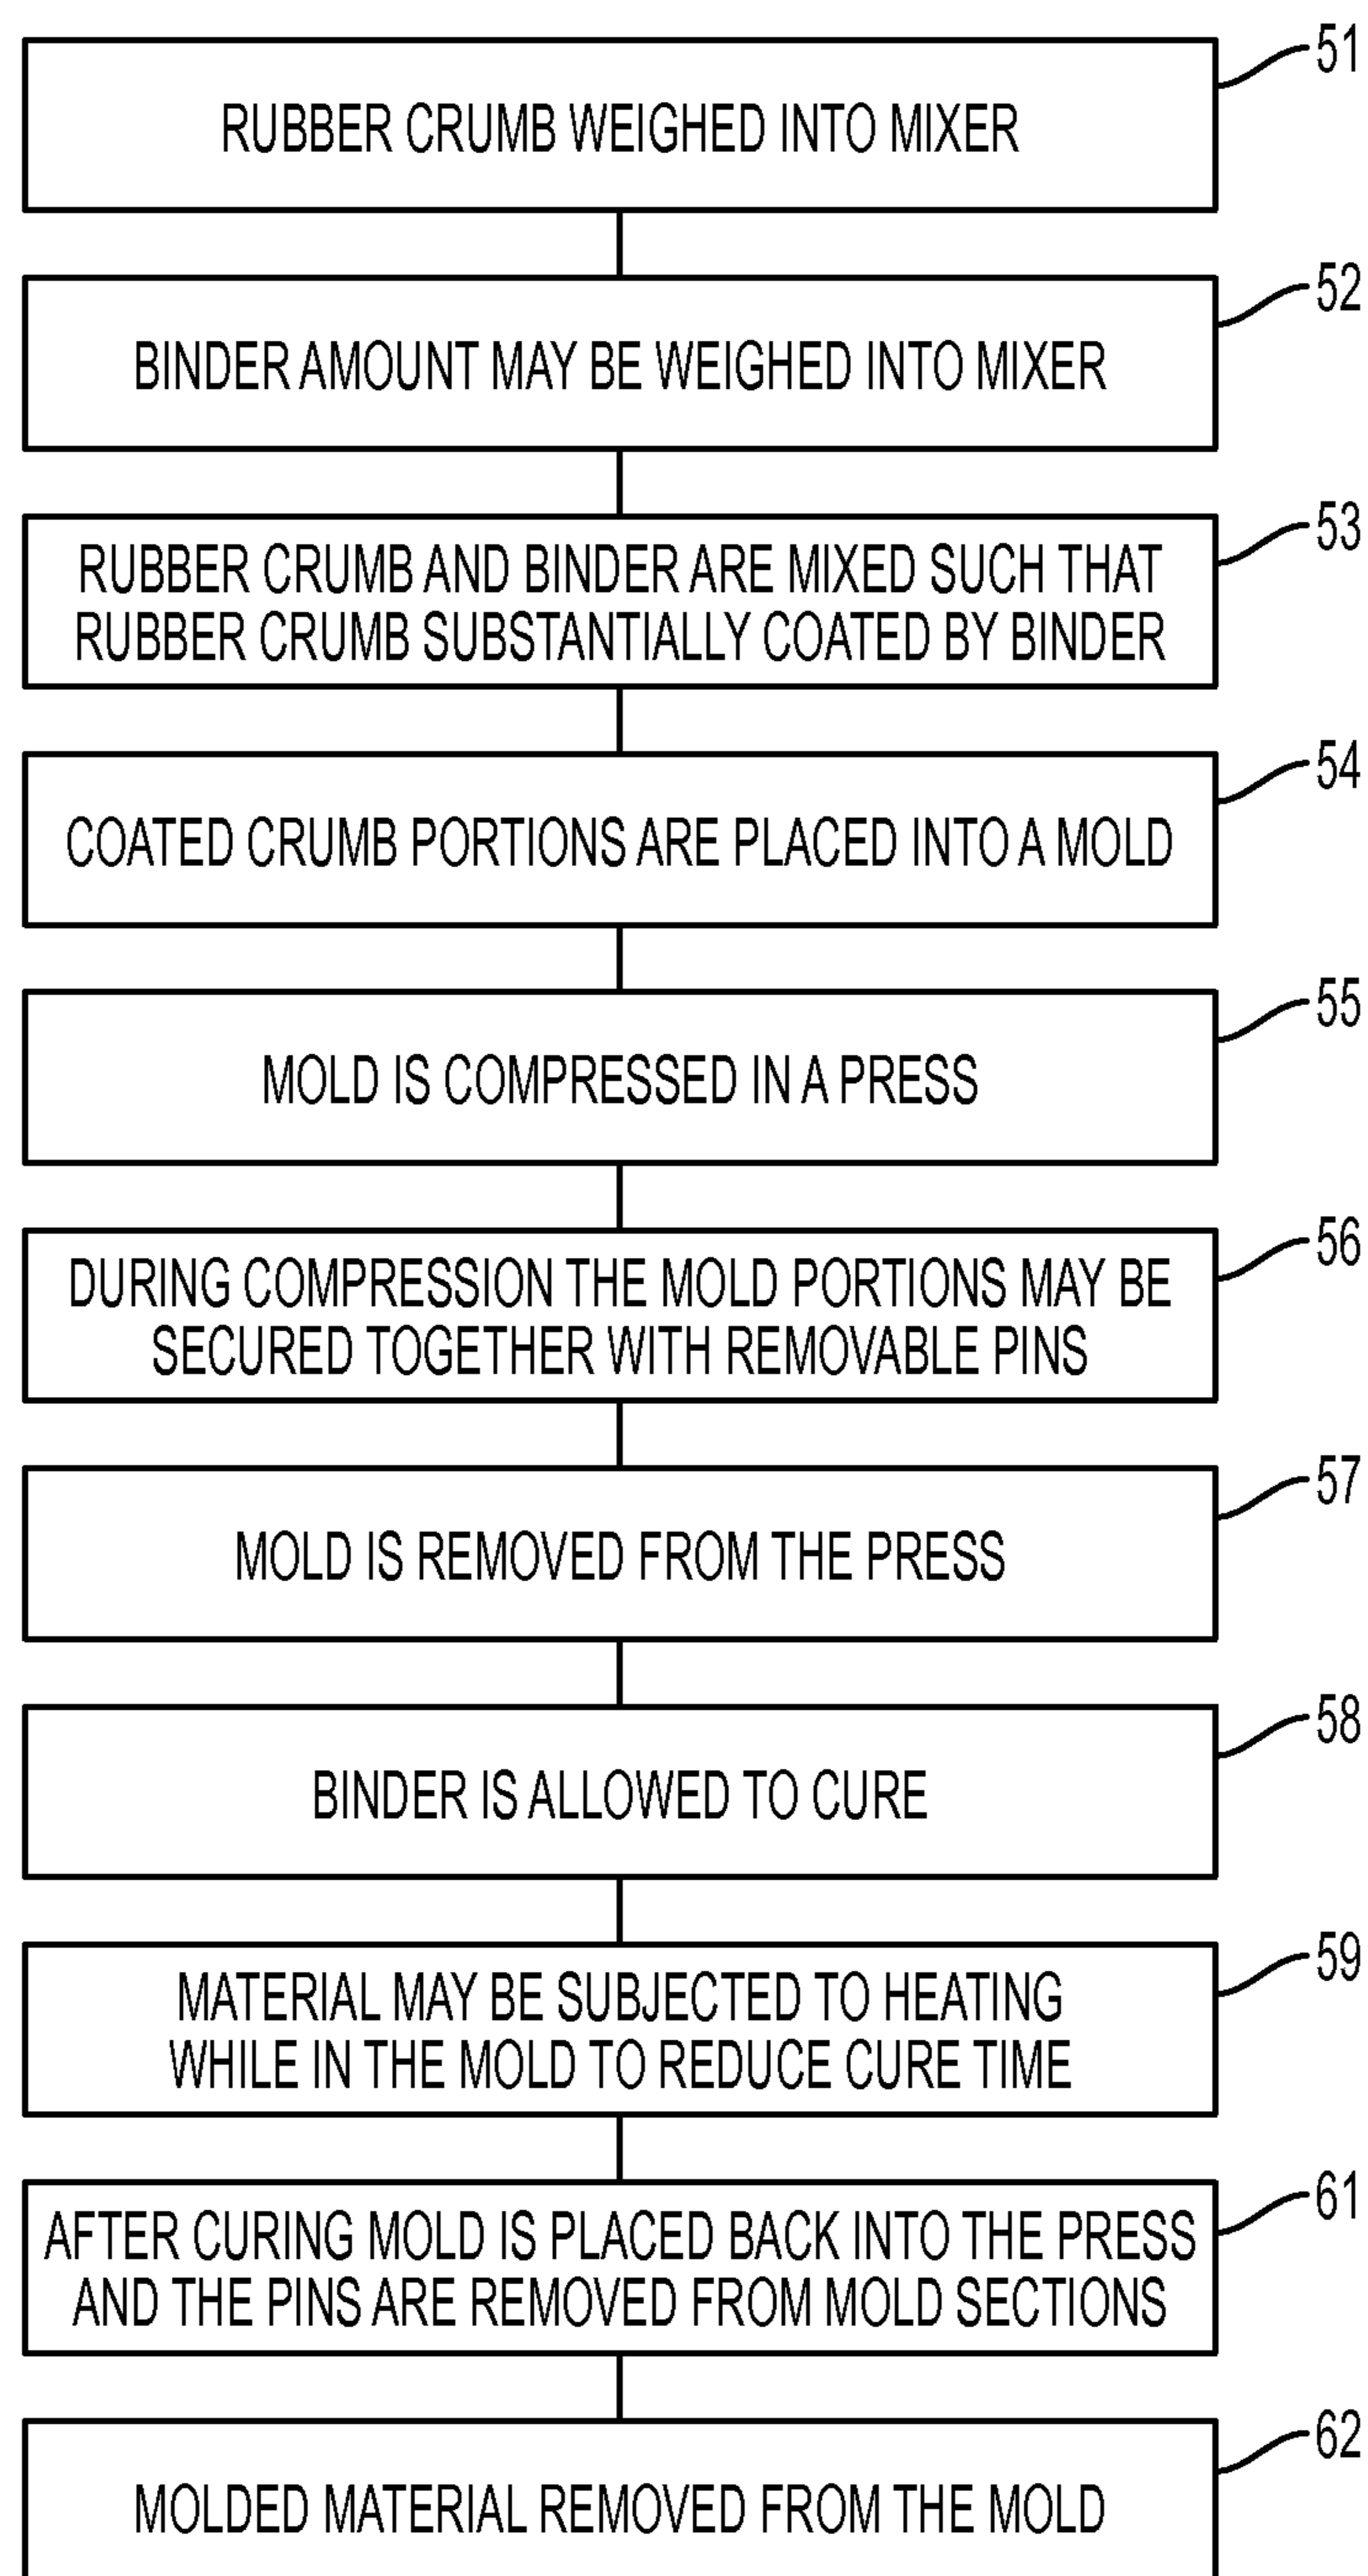 51
RUBBER CRUMB WEIGHED INTO MIXER
52
BINDER AMOUNT MAY BE WEIGHED INTO MIXER
53
RUBBER CRUMB AND BINDER ARE MIXED SUCH THAT
RUBBER CRUMB SUBSTANTIALLY COATED BY BINDER
54
COATED CRUMB PORTIONS ARE PLACED INTO A MOLD
55
MOLD IS COMPRESSED IN A PRESS
56
DURING COMPRESSION THE MOLD PORTIONS MAY BE
SECURED TOGETHER WITH REMOVABLE PINS
57
MOLD IS REMOVED FROM THE PRESS
58
BINDER IS ALLOWED TO CURE
59
MATERIAL MAY BE SUBJECTED TO HEATING
WHILE IN THE MOLD TO REDUCE CURE TIME
61
AFTER CURING MOLD IS PLACED BACK INTO THE PRESS
AND THE PINS ARE REMOVED FROM MOLD SECTIONS
62
MOLDED MATERIAL REMOVED FROM THE MOLD